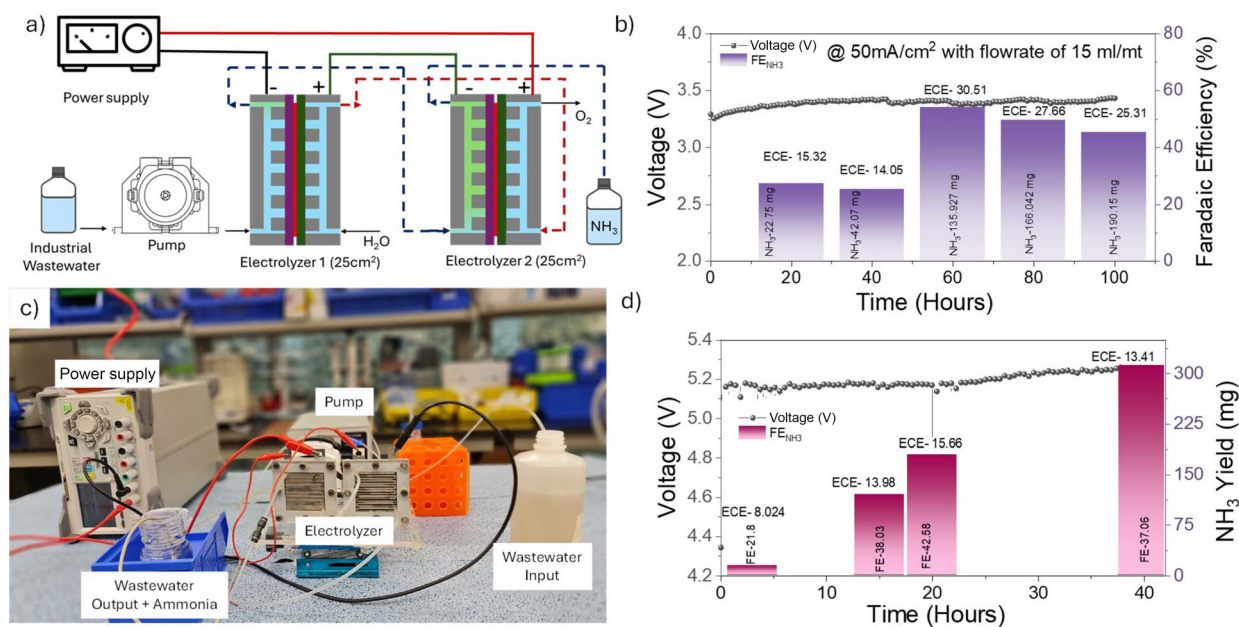 a)
Power supply
-
+
-
+
O₂
NH₃
H₂O
Industrial
Wastewater
Pump
Electrolyzer 1 (25cm²)
Electrolyzer 2 (25cm²)
b)
Voltage (V)
FE_NH3
@ 50mA/cm² with flowrate of 15 ml/mt
ECE- 15.32
ECE- 14.05
ECE- 30.51
ECE- 27.66
ECE- 25.31
NH₃-22.75 mg
NH₃-42.07 mg
NH₃-135.927 mg
NH₃-166.042 mg
NH₃-190.15 mg
4.0
3.5
3.0
2.5
2.0
Voltage (V)
80
60
40
20
0
Faradaic Efficiency (%)
0
20
40
60
80
100
Time (Hours)
c)
Power supply
Pump
Electrolyzer
Wastewater
Input
Wastewater
Output + Ammonia
d)
Voltage (V)
FE_NH3
ECE- 8.024
ECE- 13.98
ECE- 15.66
ECE- 13.41
FE-21.8
FE-38.03
FE-42.58
FE-37.06
5.4
5.2
5.0
4.8
4.6
4.4
4.2
Voltage (V)
300
225
150
75
0
NH₃ Yield (mg)
0
10
20
30
40
Time (Hours)